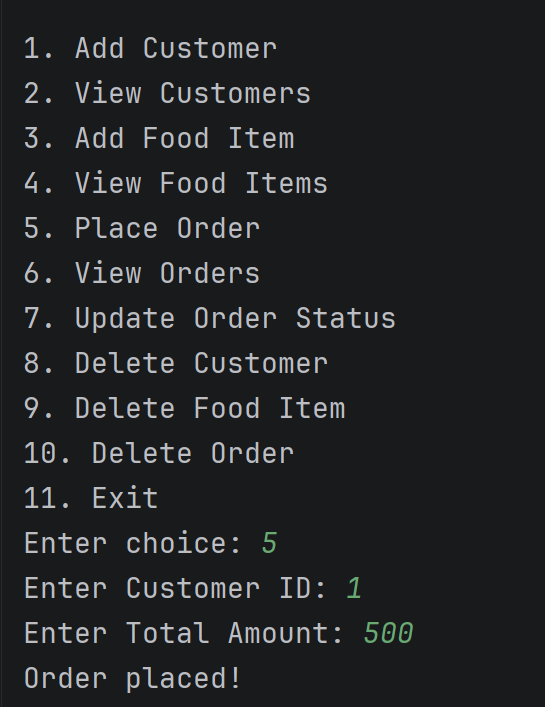 1. Add Customer
2. View Customers
3. Add Food Item
4. View Food Items
5. Place Order
6. View Orders
7. Update Order Status
8. Delete Customer
9. Delete Food Item
10. Delete Order
11. Exit
Enter choice: 5
Enter Customer ID: 1
Enter Total Amount: 500
Order placed!